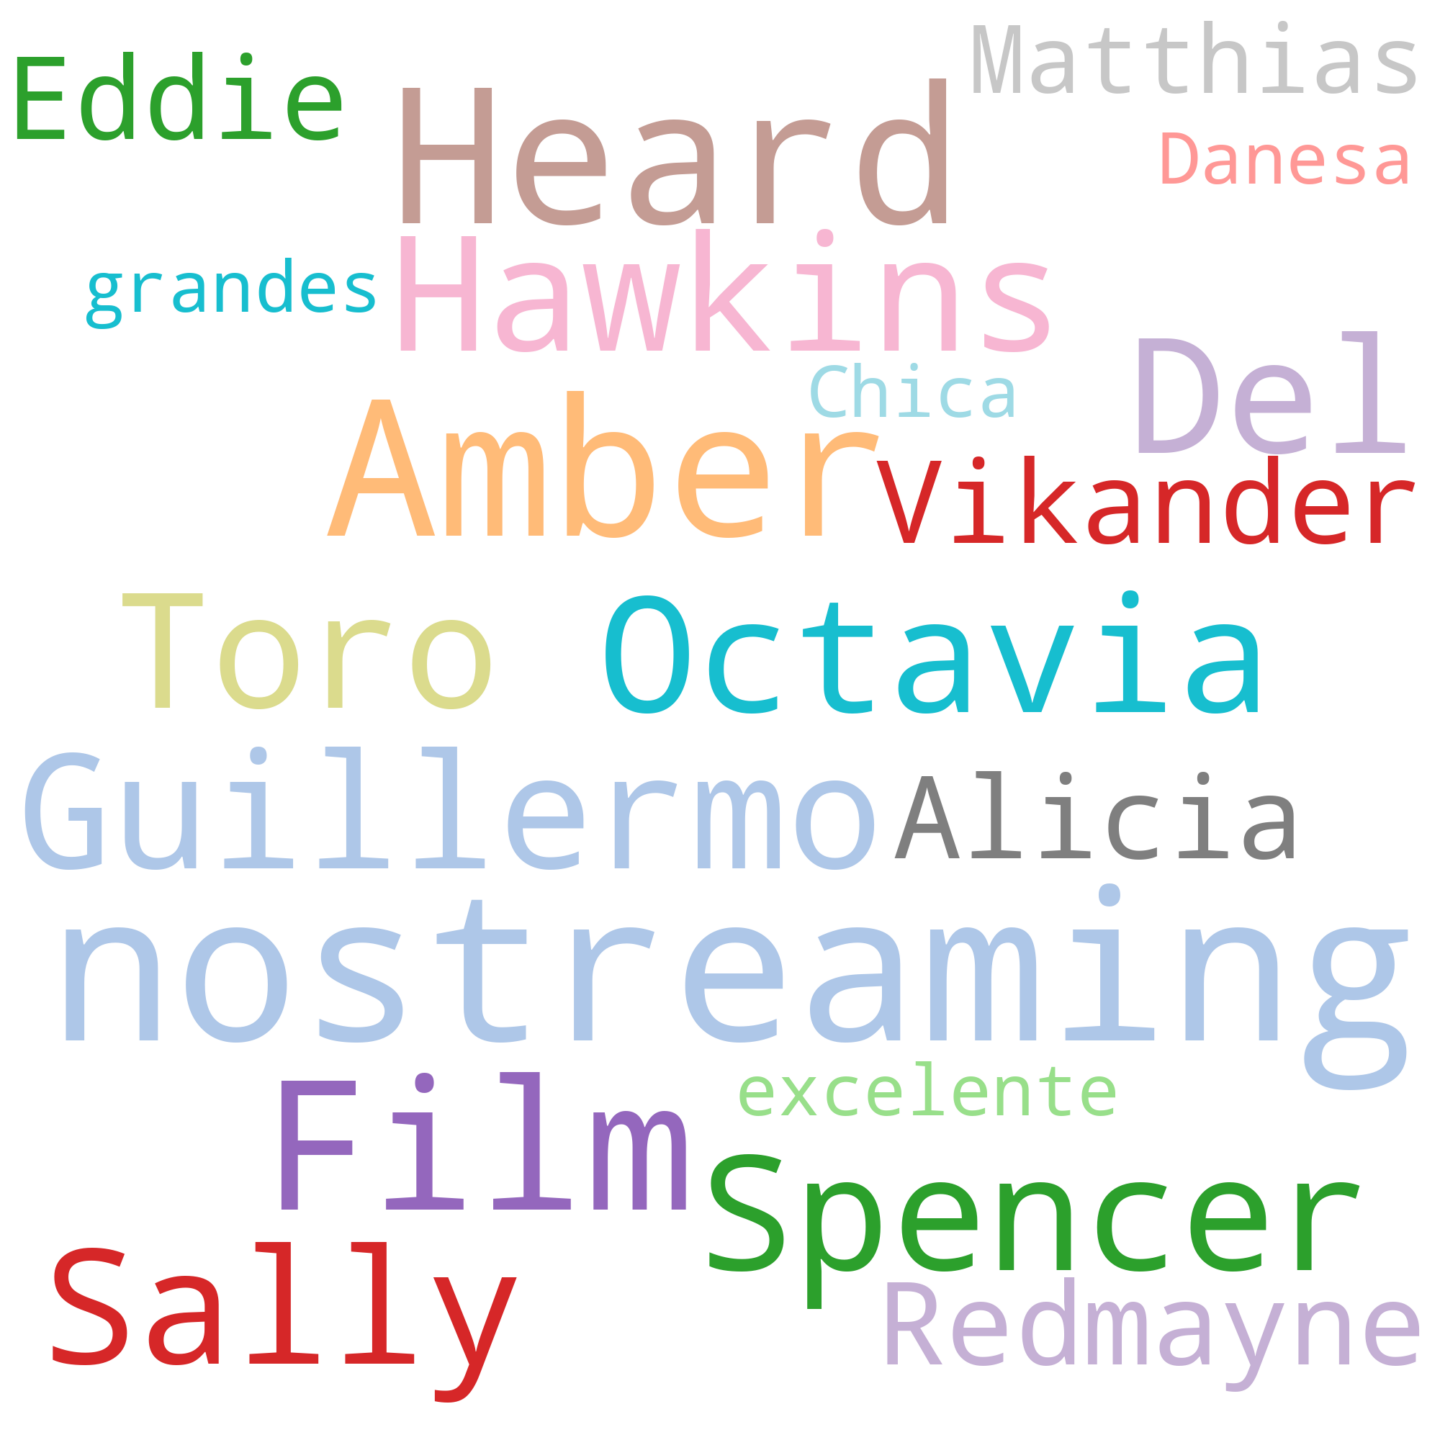 Matthias
Eddie
Heard
Danesa
grandes
Hawkins
Chica
Del
Amber
Vikander
Toro
Octavia
Guillermo
Alicia
nostreaming
Film
excelente
Spencer
Sally
Redmayne